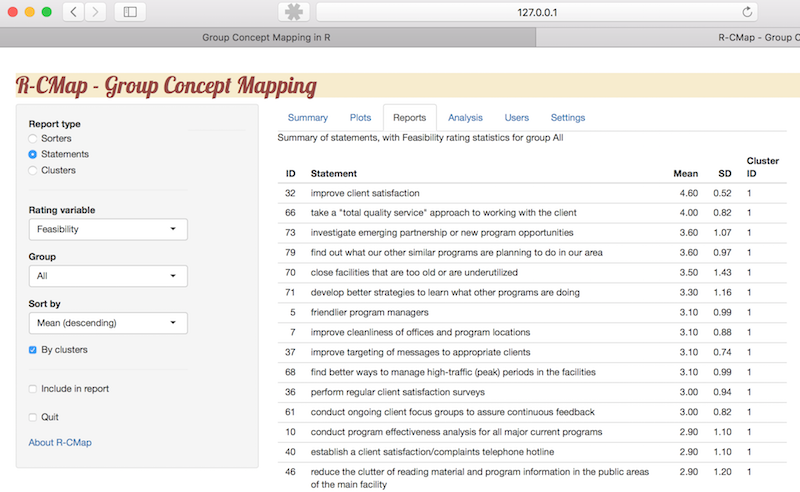 127.0.0.1
Group Concept Mapping in R
R-CMap - Group C
R-CMap - Group Concept Mapping
Report type
Sorters
Statements
Clusters
Rating variable
Feasibility
Group
All
Sort by
Mean (descending)
By clusters
Include in report
Quit
About R-CMap
Summary Plots Reports Analysis Users Settings
Summary of statements, with Feasibility rating statistics for group All
ID Statement Mean SD Cluster ID
32 improve client satisfaction 4.60 0.52 1
66 take a "total quality service" approach to working with the client 4.00 0.82 1
73 investigate emerging partnership or new program opportunities 3.60 1.07 1
79 find out what our other similar programs are planning to do in our area 3.60 0.97 1
70 close facilities that are too old or are underutilized 3.50 1.43 1
71 develop better strategies to learn what other programs are doing 3.30 1.16 1
5 friendlier program managers 3.10 0.99 1
7 improve cleanliness of offices and program locations 3.10 0.88 1
37 improve targeting of messages to appropriate clients 3.10 0.74 1
68 find better ways to manage high-traffic (peak) periods in the facilities 3.10 0.99 1
36 perform regular client satisfaction surveys 3.00 0.94 1
61 conduct ongoing client focus groups to assure continuous feedback 3.00 0.82 1
10 conduct program effectiveness analysis for all major current programs 2.90 1.10 1
40 establish a client satisfaction/complaints telephone hotline 2.90 1.10 1
46 reduce the clutter of reading material and program information in the public areas 2.90 1.20 1
of the main facility